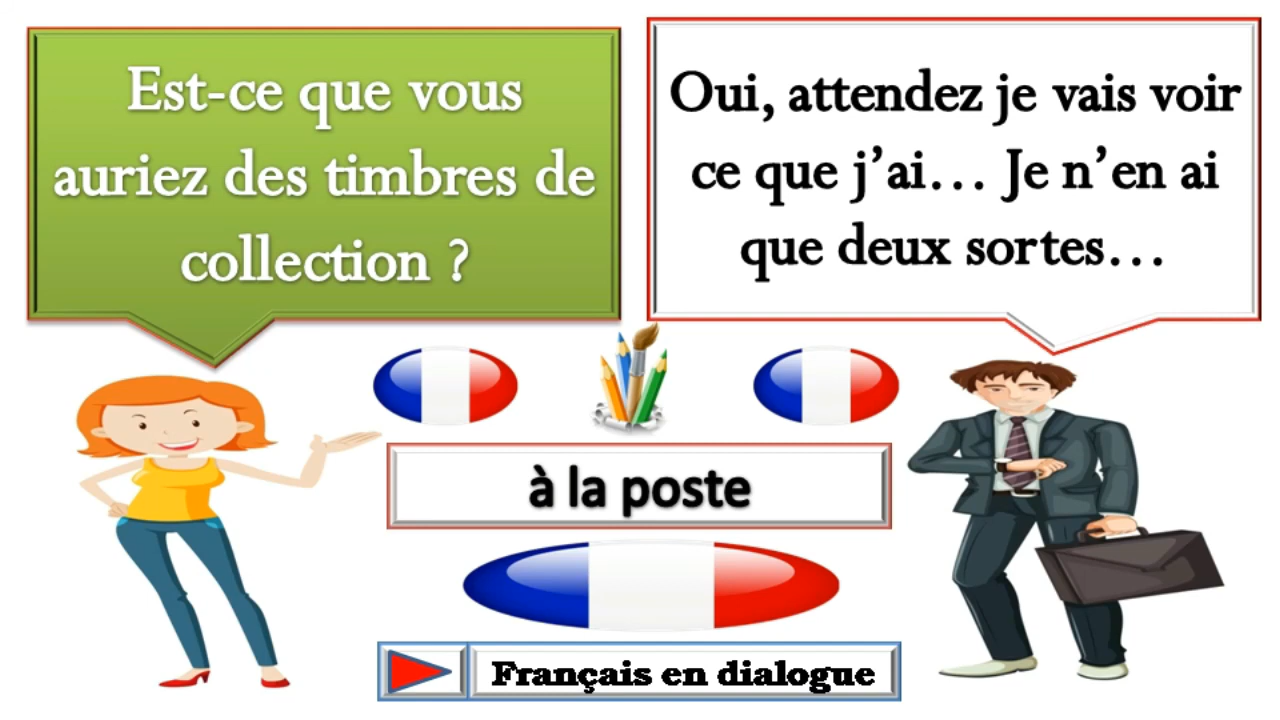 Est-ce que vous
auriez des timbres de
collection ?
Oui, attendez je vais voir
ce que j’ai… Je n’en ai
que deux sortes…
à la poste
Français en dialogue